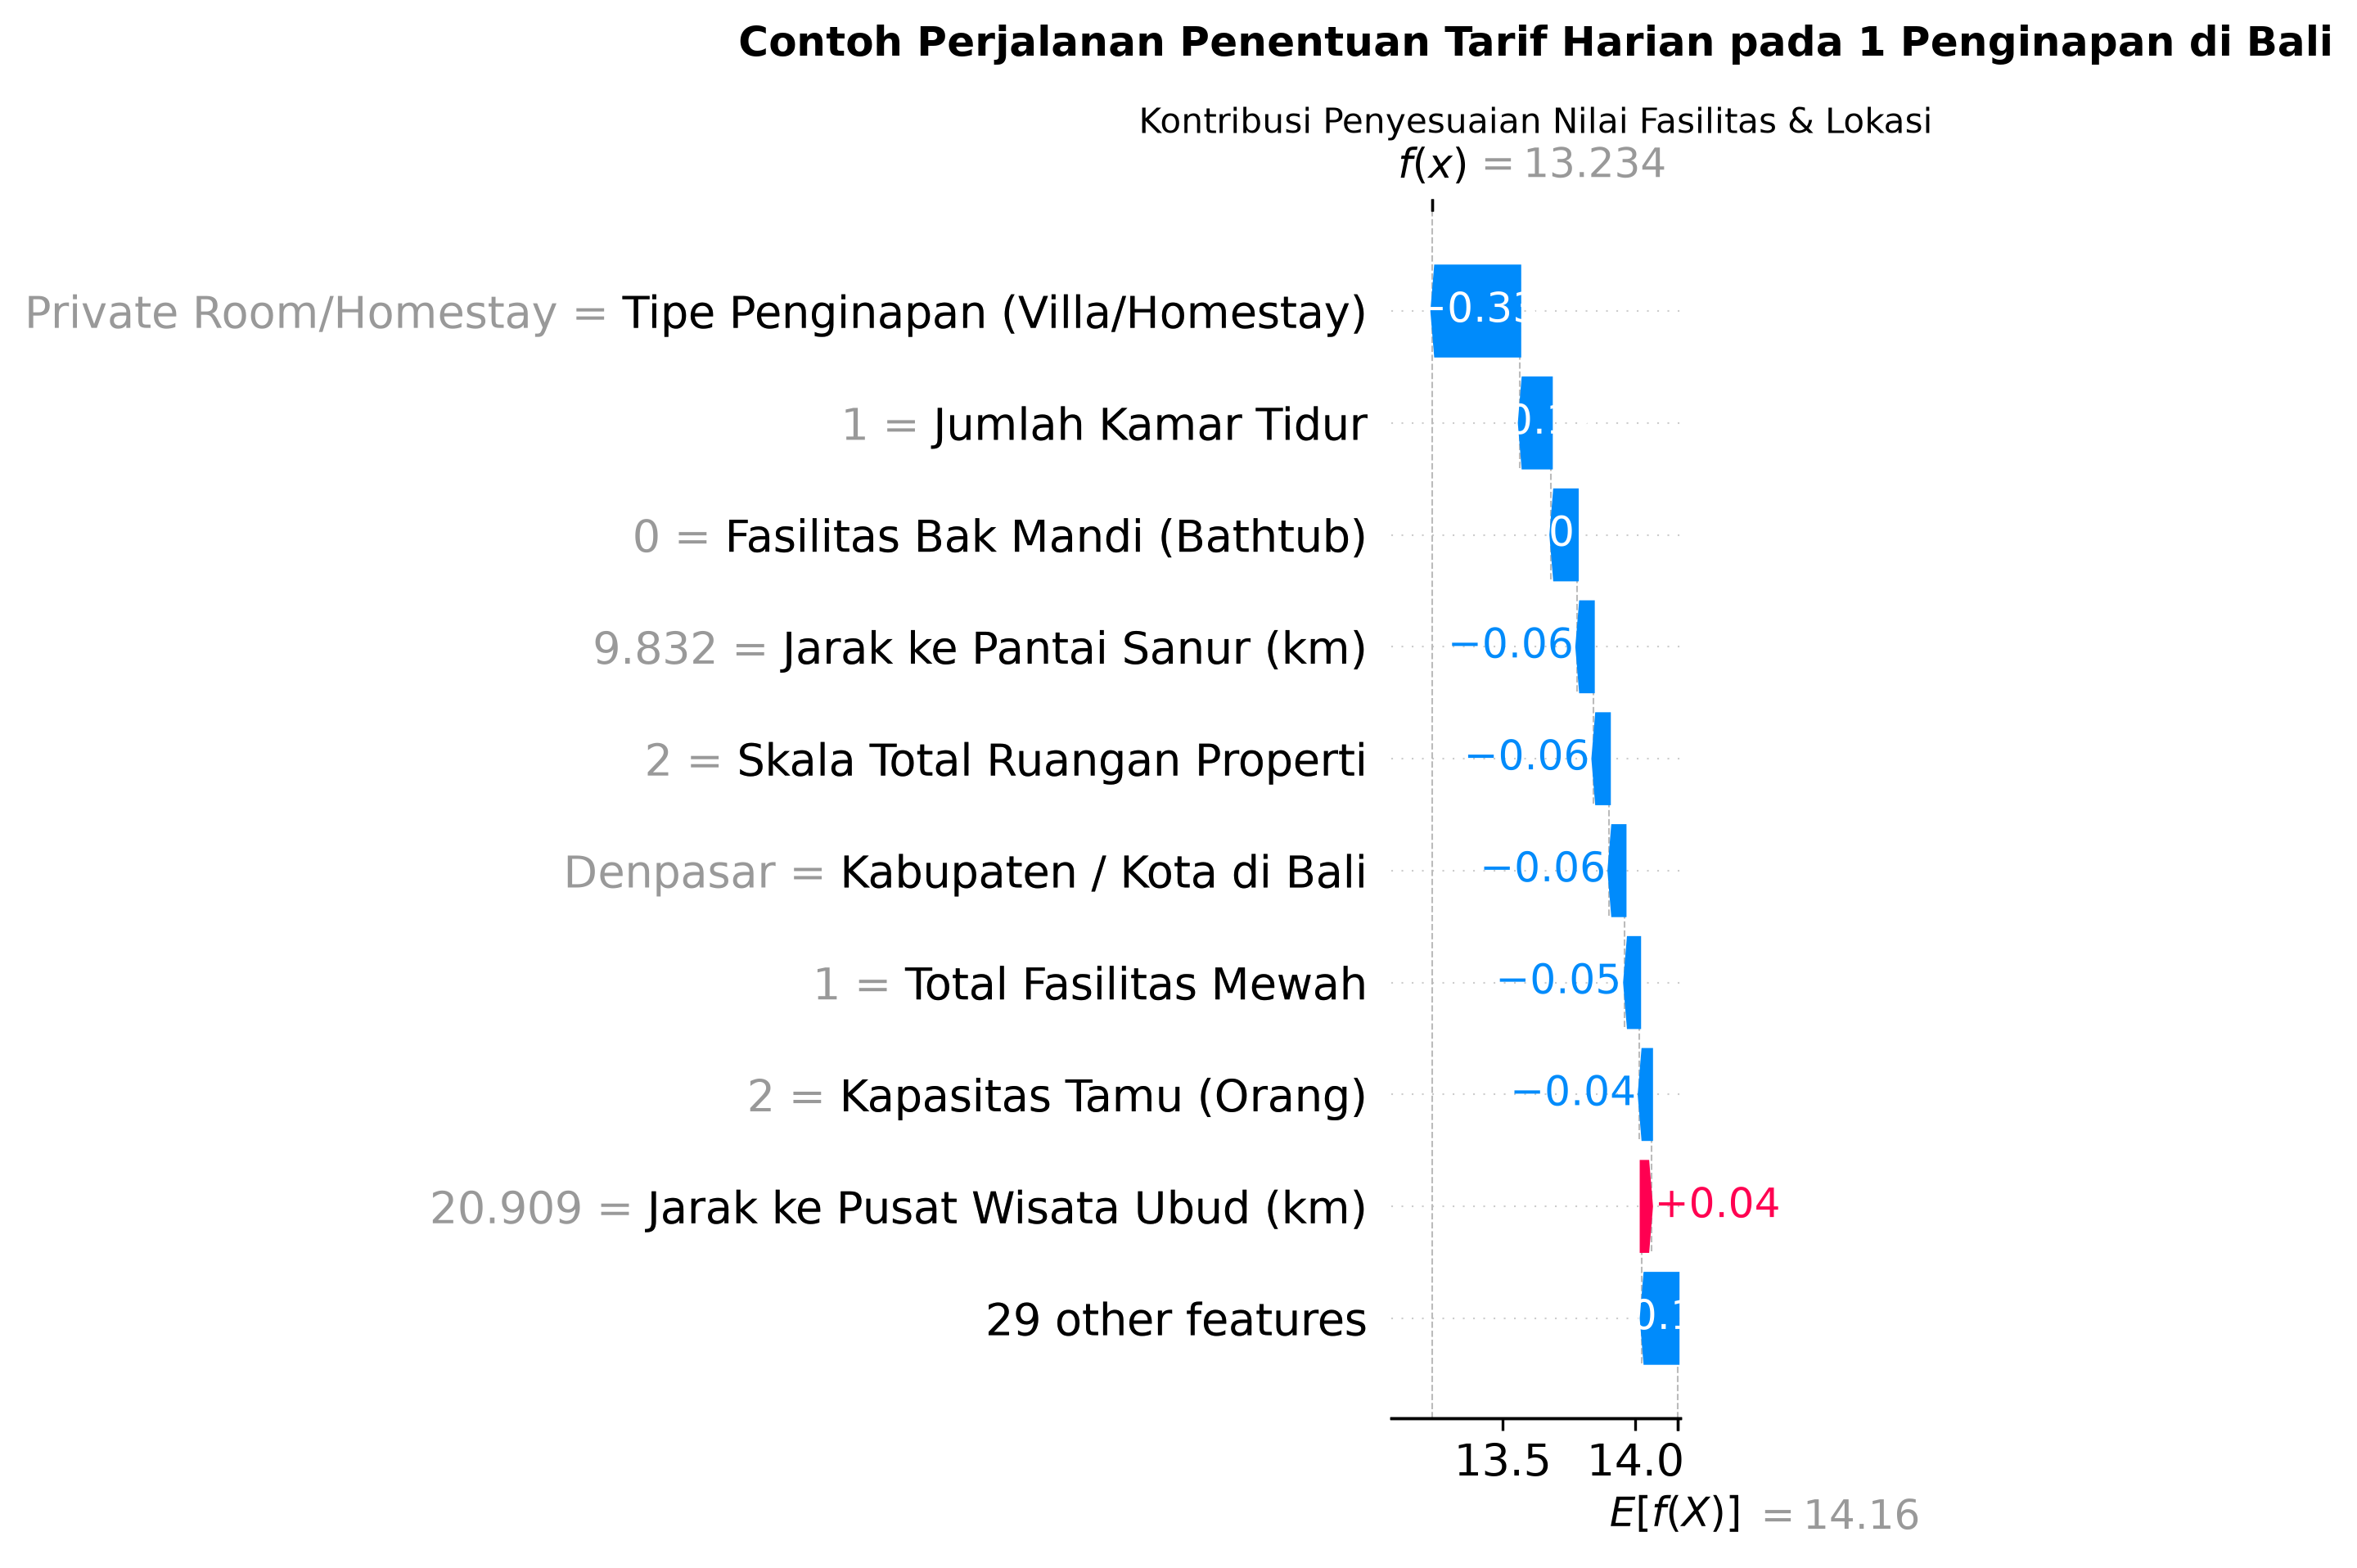 Contoh Perjalanan Penentuan Tarif Harian pada 1 Penginapan di Bali
Kontribusi Penyesuaian Nilai Fasilitas & Lokasi
f(x) = 13.234
Private Room/Homestay = Tipe Penginapan (Villa/Homestay)
1 = Jumlah Kamar Tidur
0 = Fasilitas Bak Mandi (Bathtub)
9.832 = Jarak ke Pantai Sanur (km) −0.06
2 = Skala Total Ruangan Properti −0.06
Denpasar = Kabupaten / Kota di Bali −0.06
1 = Total Fasilitas Mewah −0.05
2 = Kapasitas Tamu (Orang) −0.04
20.909 = Jarak ke Pusat Wisata Ubud (km) +0.04
29 other features
13.5 14.0
E[f(X)] = 14.16